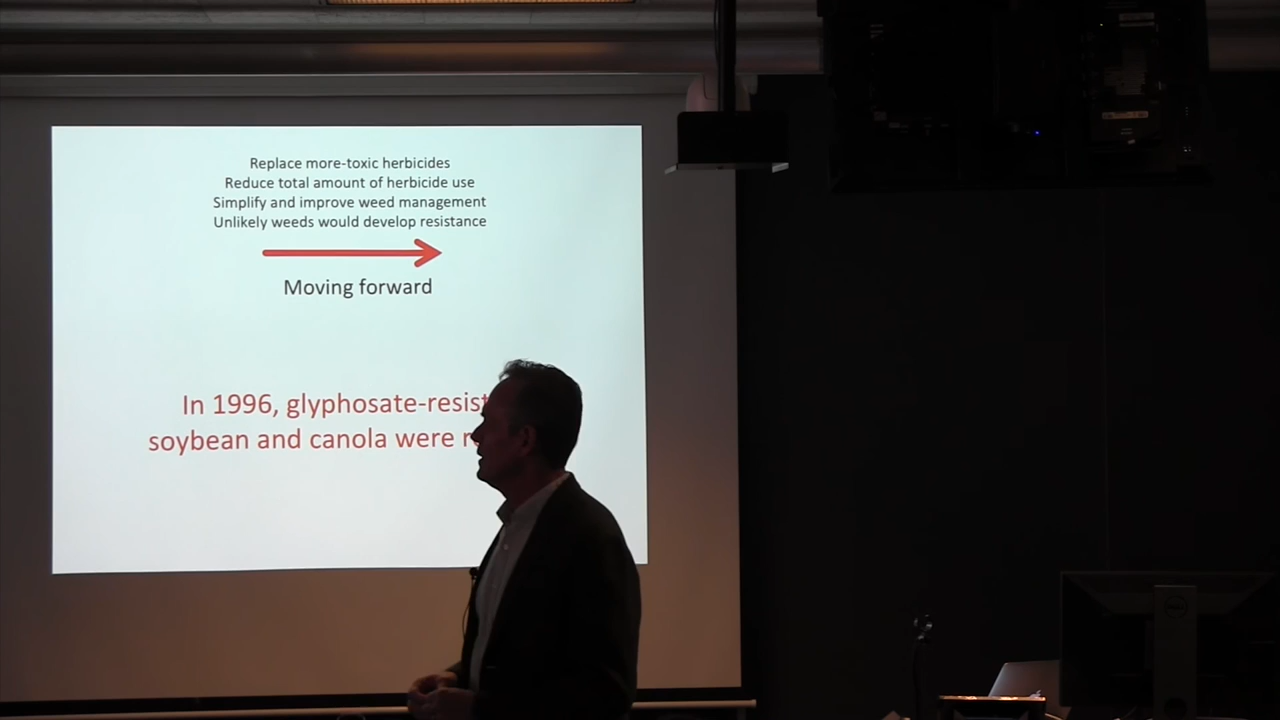 Replace more-toxic herbicides
Reduce total amount of herbicide use
Simplify and improve weed management
Unlikely weeds would develop resistance
Moving forward
In 1996, glyphosate-resist
soybean and canola were